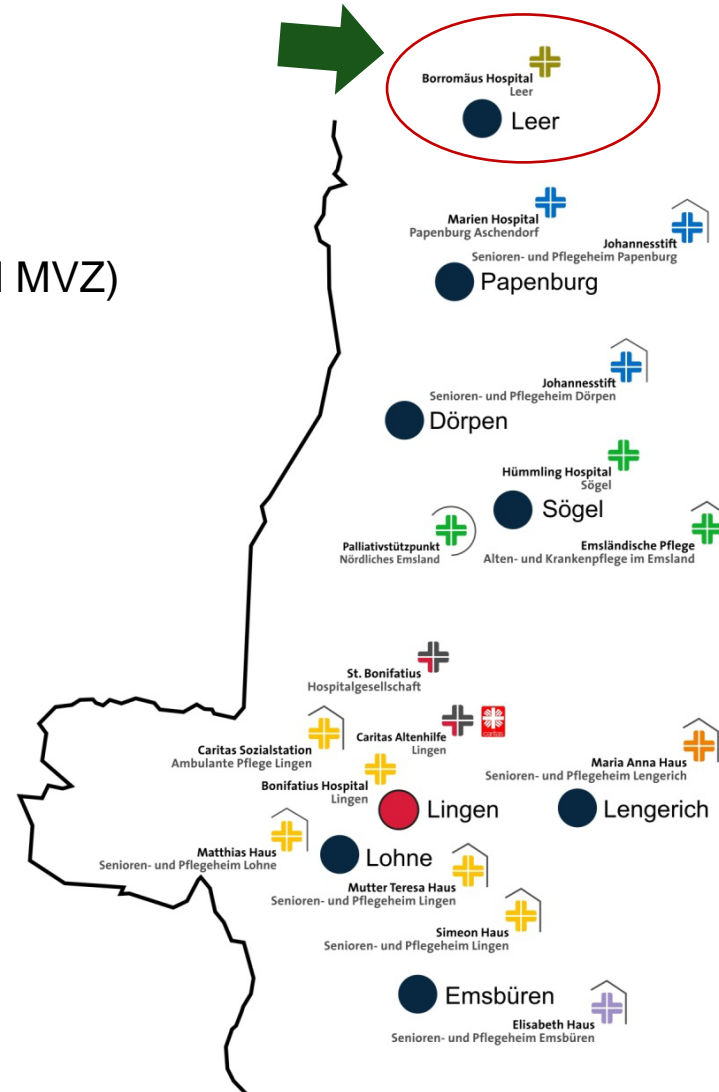 Borromäus Hospital
Leer
Leer
Marien Hospital
Papenburg Aschendorf
Johannesstift
Senioren- und Pflegeheim Papenburg
MVZ)
Papenburg
Johannesstift
Senioren- und Pflegeheim Dörpen
Dörpen
Hümmling Hospital
Sögel
Sögel
Palliativstützpunkt
Nördliches Emsland
Emsländische Pflege
Alten- und Krankenpflege im Emsland
St. Bonifatius
Hospitalgesellschaft
Caritas Altenhilfe
Lingen
caritas
Caritas Sozialstation
Ambulante Pflege Lingen
Maria Anna Haus
Senioren- und Pflegeheim Lengerich
Bonifatius Hospital
Lingen
Lingen
Lengerich
Matthias Haus
Senioren- und Pflegeheim Lohne
Lohne
Mutter Teresa Haus
Senioren- und Pflegeheim Lingen
Simeon Haus
Senioren- und Pflegeheim Lingen
Emsbüren
Elisabeth Haus
Senioren- und Pflegeheim Emsbüren